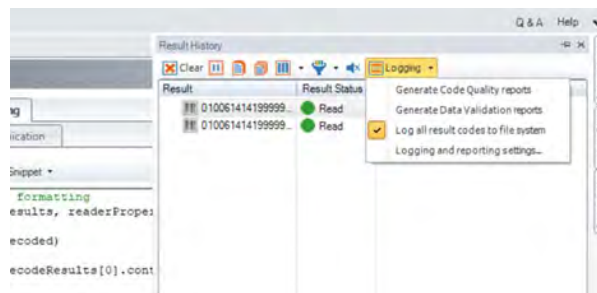 Q & A Help
Result History
Clear
Logging
Result Result Status
010061414199999... Read
010061414199999... Read
Generate Code Quality reports
Generate Data Validation reports
Log all result codes to file system
Logging and reporting settings...
ng
ication
Snippet
formatting
esults, readerProper
ecoded)
ecodeResults[0].cont